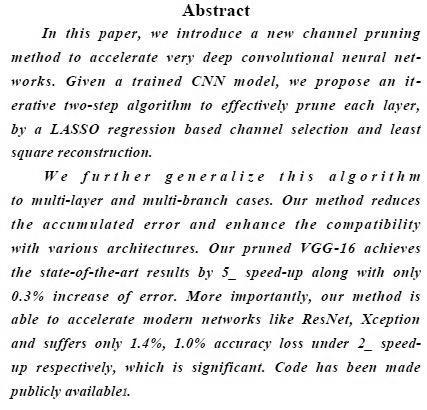 Abstract
In this paper, we introduce a new channel pruning
method to accelerate very deep convolutional neural net-
works. Given a trained CNN model, we propose an it-
erative two-step algorithm to effectively prune each layer,
by a LASSO regression based channel selection and least
square reconstruction.
We further generalize this algorithm
to multi-layer and multi-branch cases. Our method reduces
the accumulated error and enhance the compatibility
with various architectures. Our pruned VGG-16 achieves
the state-of-the-art results by 5_ speed-up along with only
0.3% increase of error. More importantly, our method is
able to accelerate modern networks like ResNet, Xception
and suffers only 1.4%, 1.0% accuracy loss under 2_ speed-
up respectively, which is significant. Code has been made
publicly available1.